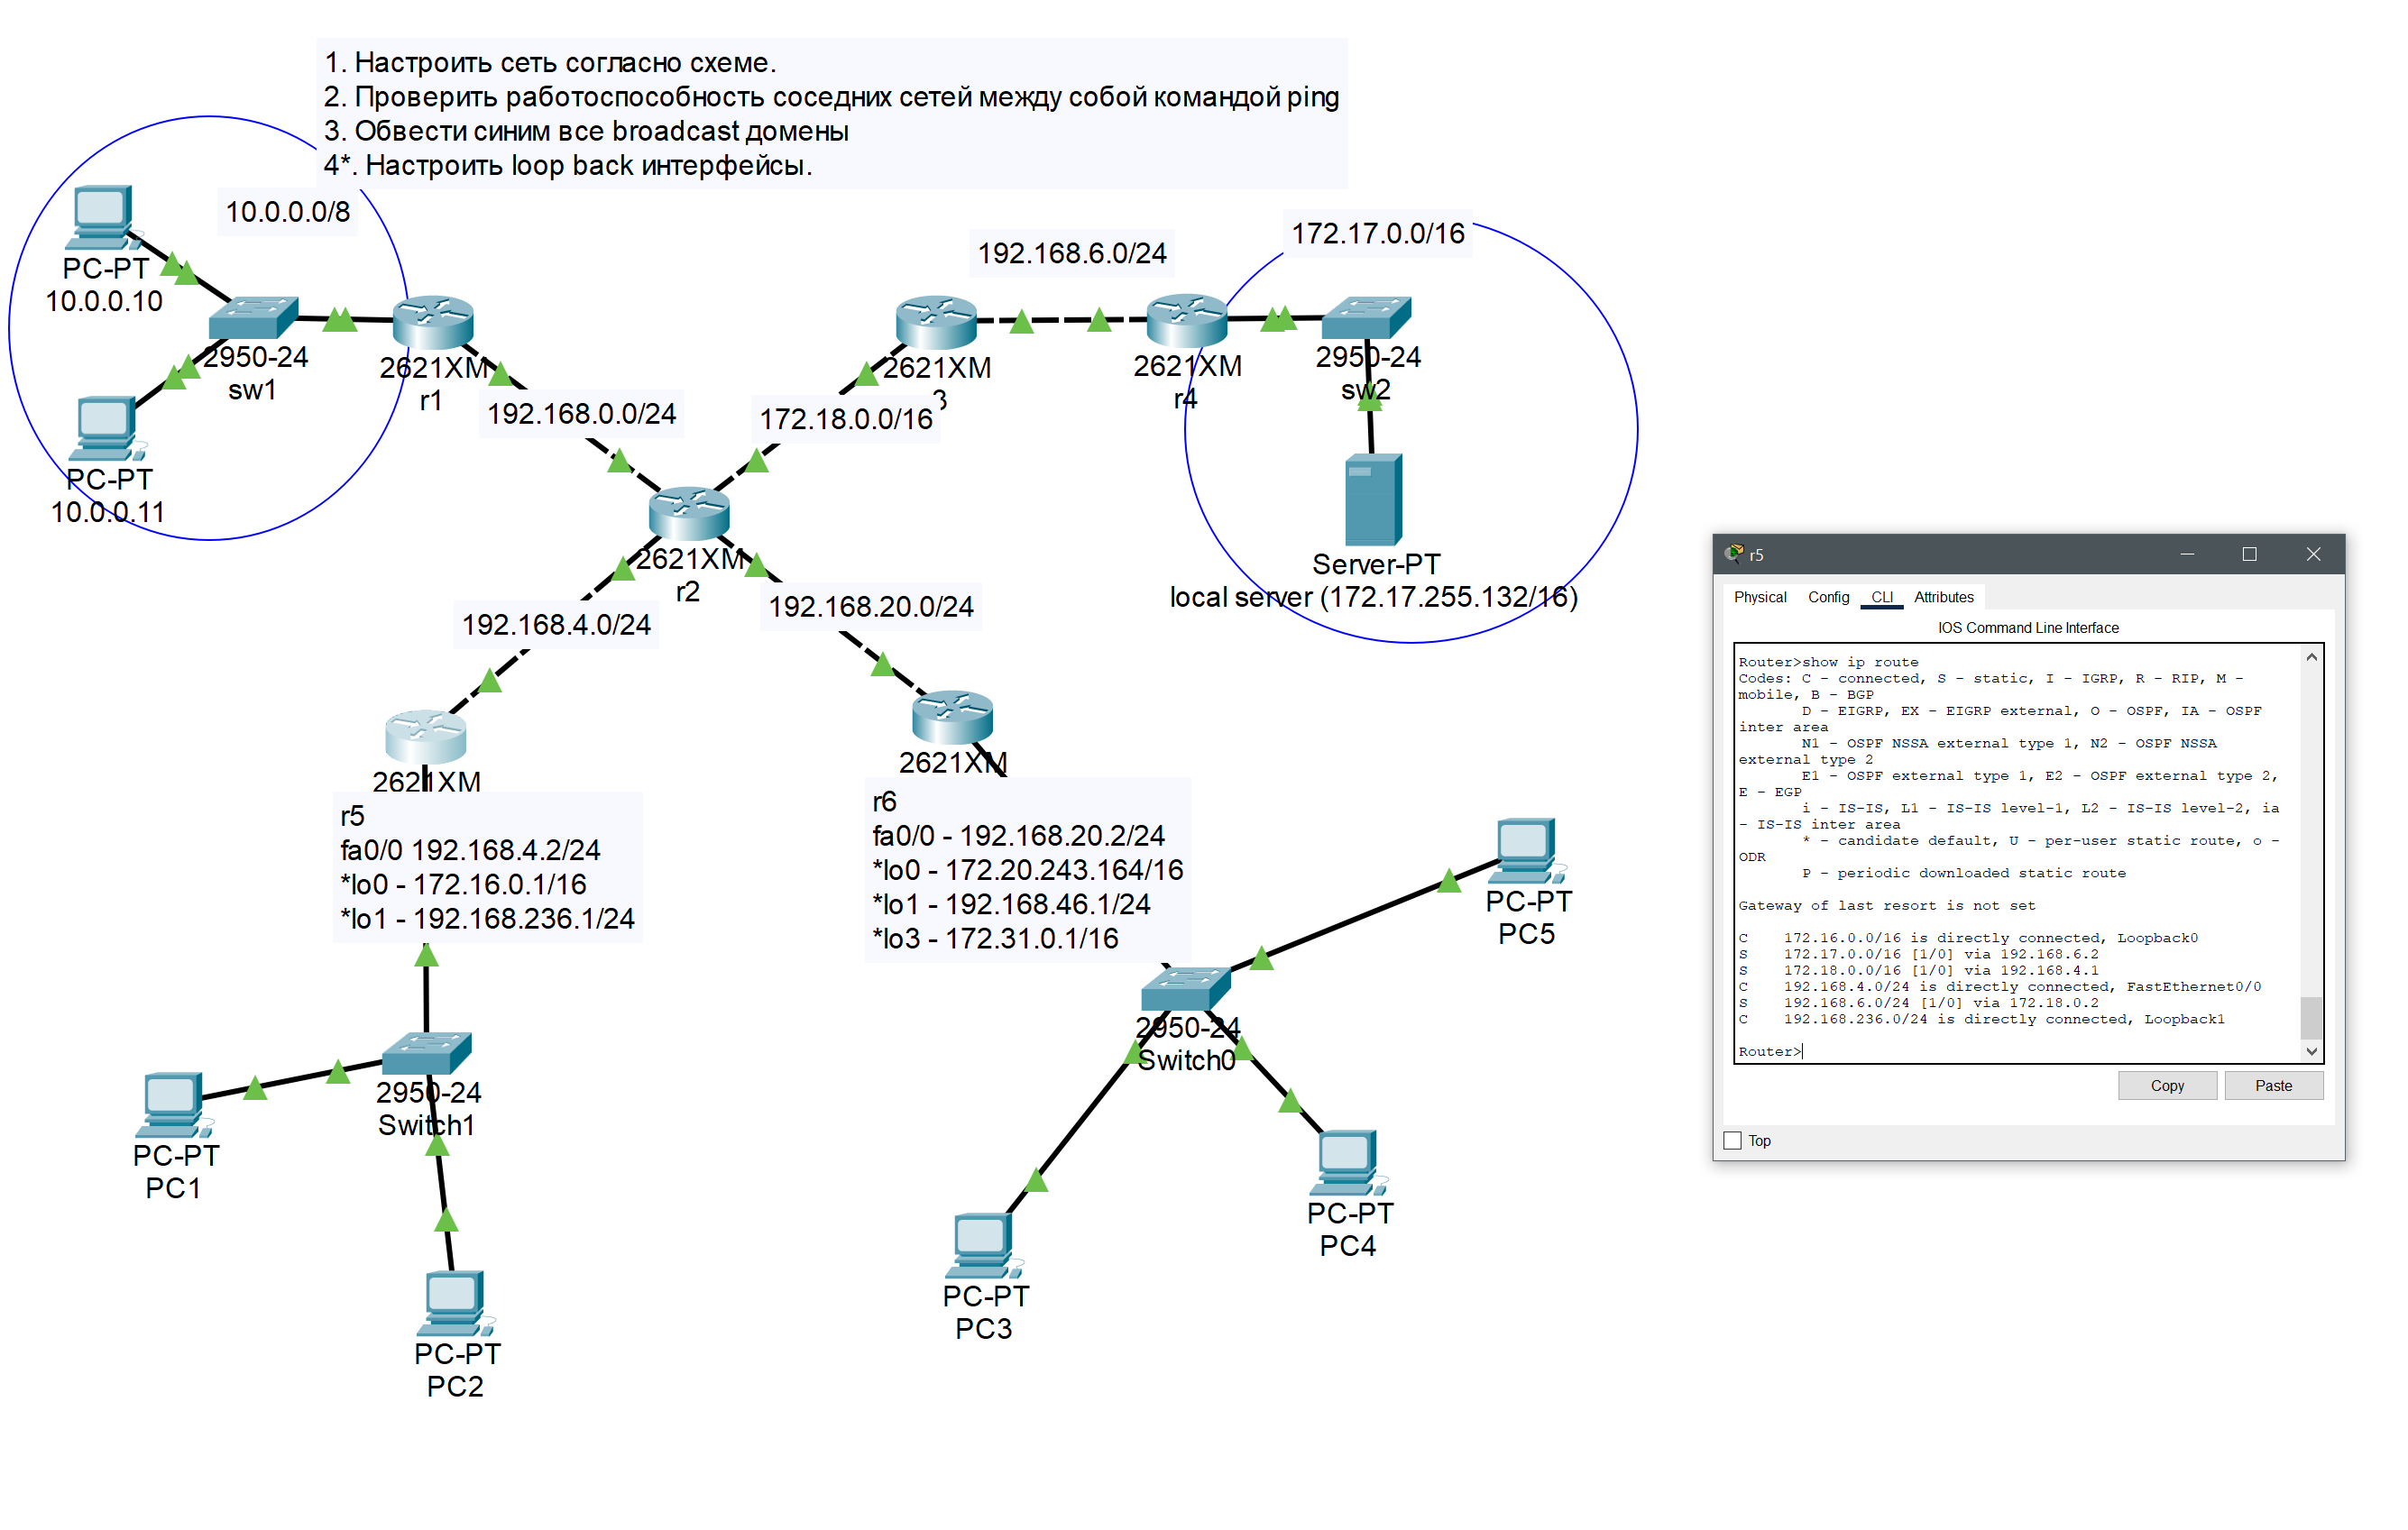 1. Настроить сеть согласно схеме.
2. Проверить работоспособность соседних сетей между собой командой ping
3. Обвести синим все broadcast домены
4*. Настроить loop back интерфейсы.
10.0.0.0/8
PC-PT
10.0.0.10
2950-24
sw1
PC-PT
10.0.0.11
2621XM
r1
192.168.0.0/24
192.168.6.0/24
172.17.0.0/16
2621XM
3
172.18.0.0/16
2621XM
r4
2950-24
sw2
Server-PT
local server (172.17.255.132/16)
2621XM
r2
192.168.4.0/24
192.168.20.0/24
2621XM
r5
fa0/0 192.168.4.2/24
*lo0 - 172.16.0.1/16
*lo1 - 192.168.236.1/24
2621XM
r6
fa0/0 - 192.168.20.2/24
*lo0 - 172.20.243.164/16
*lo1 - 192.168.46.1/24
*lo3 - 172.31.0.1/16
PC-PT
PC5
2950-24
Switch0
2950-24
Switch1
PC-PT
PC1
PC-PT
PC2
PC-PT
PC3
PC-PT
PC4
r5
Physical Config CLI Attributes
IOS Command Line Interface
Router>show ip route
Codes: C - connected, S - static, I - IGRP, R - RIP, M -
mobile, B - BGP
D - EIGRP, EX - EIGRP external, O - OSPF, IA - OSPF
inter area
N1 - OSPF NSSA external type 1, N2 - OSPF NSSA
external type 2
E1 - OSPF external type 1, E2 - OSPF external type 2,
E - EGP
i - IS-IS, L1 - IS-IS level-1, L2 - IS-IS level-2, ia
- IS-IS inter area
* - candidate default, U - per-user static route, o -
ODR
P - periodic downloaded static route
Gateway of last resort is not set
C 172.16.0.0/16 is directly connected, Loopback0
S 172.17.0.0/16 [1/0] via 192.168.6.2
S 172.18.0.0/16 [1/0] via 192.168.4.1
C 192.168.4.0/24 is directly connected, FastEthernet0/0
S 192.168.6.0/24 [1/0] via 172.18.0.2
C 192.168.236.0/24 is directly connected, Loopback1
Router>
Copy Paste
Top